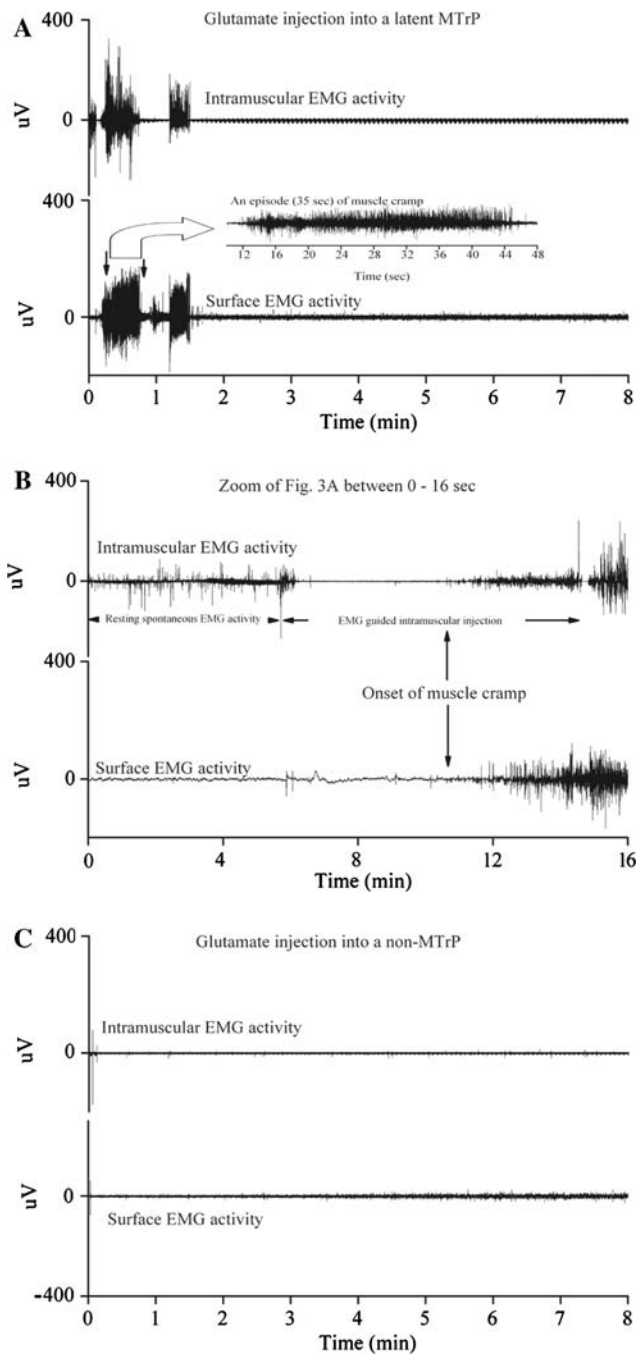 A
Glutamate injection into a latent MTrP
400
uV
0
Intramuscular EMG activity
400
An episode (35 sec) of muscle cramp
12 16 20 24 28 32 36 40 44 48
Time (sec)
uV
0
Surface EMG activity
0 1 2 3 4 5 6 7 8
Time (min)
B
Zoom of Fig. 3A between 0 - 16 sec
400
Intramuscular EMG activity
uV
0
Resting spontaneous EMG activity
EMG guided intramuscular injection
400
Onset of muscle cramp
uV
0
Surface EMG activity
0 4 8 12 16
Time (min)
C
Glutamate injection into a non-MTrP
400
Intramuscular EMG activity
uV
0
uV
0
Surface EMG activity
-400
0 1 2 3 4 5 6 7 8
Time (min)